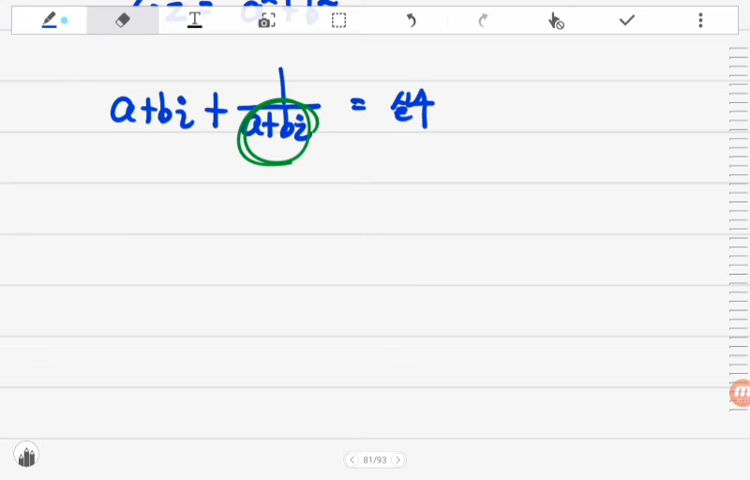 a+bi + 1/(a+bi) = 실수
81/93